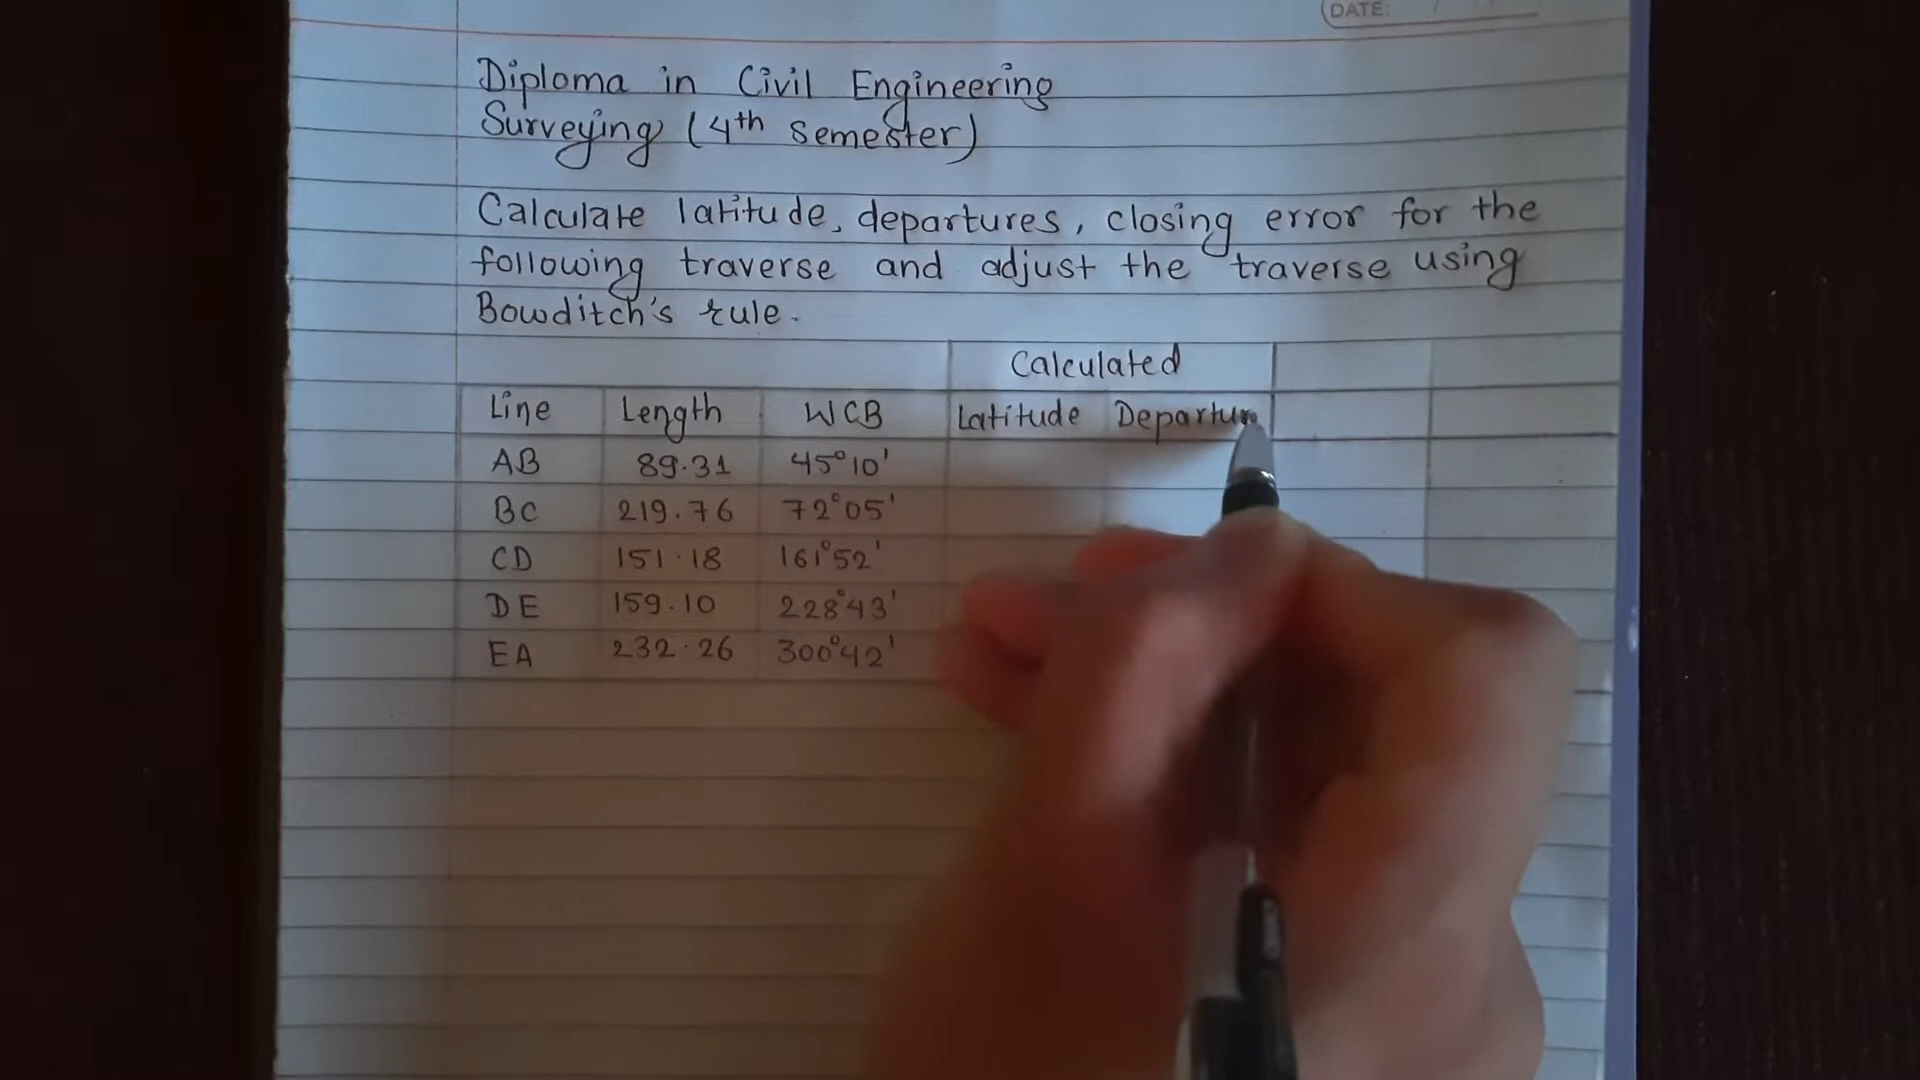 DATE:
Diploma in Civil Engineering
Surveying (4th semester)
Calculate latitude, departures, closing error for the
following traverse and adjust the traverse using
Bowditch's rule.
Calculated
Line Length WCB Latitude Departur
AB 89.31 45°10'
BC 219.76 72°05'
CD 151.18 161°52'
DE 159.10 228°43'
EA 232.26 300°42'